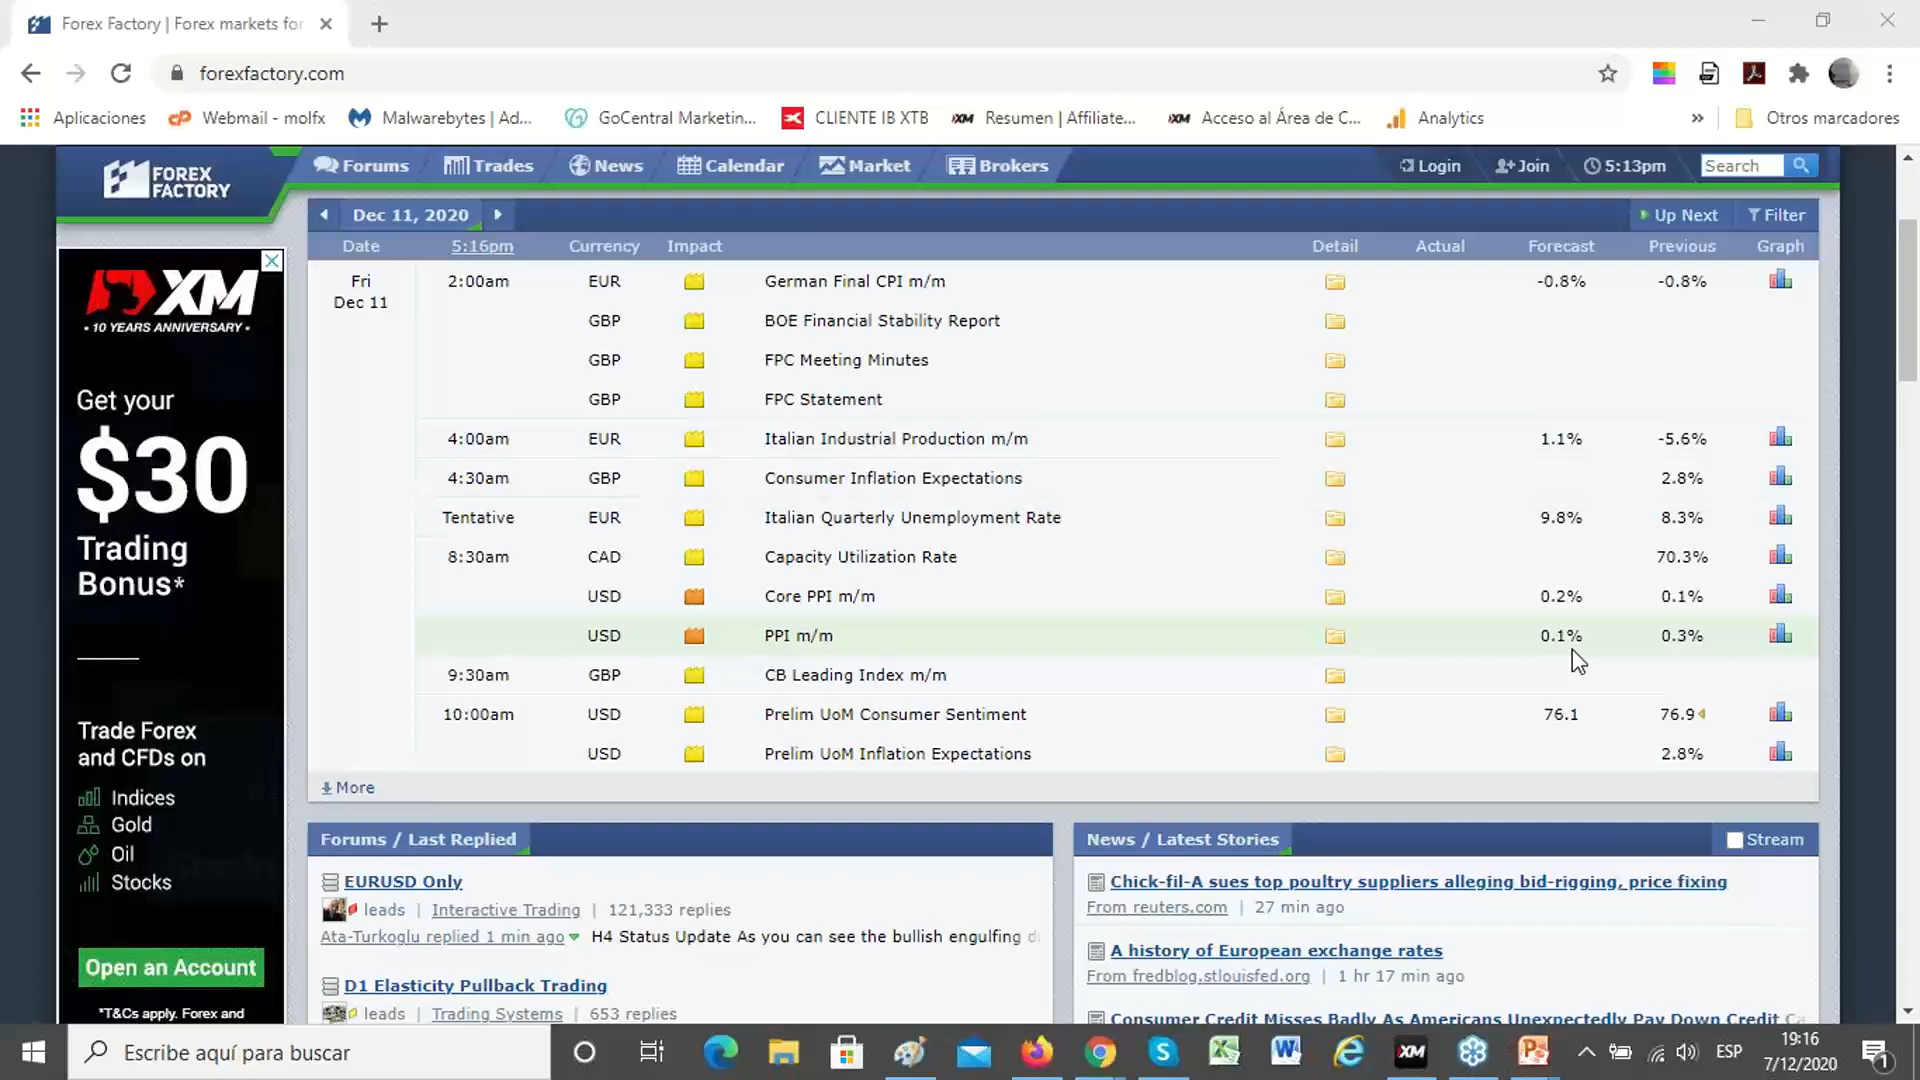 Forex Factory | Forex markets for
forexfactory.com
Aplicaciones
Webmail - molfx
Malwarebytes | Ad...
GoCentral Marketin...
CLIENTE IB XTB
XM Resumen | Affiliate...
XM Acceso al Área de C...
Analytics
»
Otros marcadores
FOREX FACTORY
Forums
Trades
News
Calendar
Market
Brokers
Login
Join
5:13pm
Search
Dec 11, 2020
Up Next
Filter
Date 5:16pm Currency Impact Detail Actual Forecast Previous Graph
Fri Dec 11
2:00am EUR German Final CPI m/m -0.8% -0.8%
GBP BOE Financial Stability Report
GBP FPC Meeting Minutes
GBP FPC Statement
4:00am EUR Italian Industrial Production m/m 1.1% -5.6%
4:30am GBP Consumer Inflation Expectations 2.8%
Tentative EUR Italian Quarterly Unemployment Rate 9.8% 8.3%
8:30am CAD Capacity Utilization Rate 70.3%
USD Core PPI m/m 0.2% 0.1%
USD PPI m/m 0.1% 0.3%
9:30am GBP CB Leading Index m/m
10:00am USD Prelim UoM Consumer Sentiment 76.1 76.9
USD Prelim UoM Inflation Expectations 2.8%
More
XM
• 10 YEARS ANNIVERSARY •
Get your
$30
Trading
Bonus*
Trade Forex
and CFDs on
Indices
Gold
Oil
Stocks
Open an Account
*T&Cs apply. Forex and
Forums / Last Replied
EURUSD Only
leads | Interactive Trading | 121,333 replies
Ata-Turkoglu replied 1 min ago H4 Status Update As you can see the bullish engulfing
D1 Elasticity Pullback Trading
leads | Trading Systems | 653 replies
News / Latest Stories
Stream
Chick-fil-A sues top poultry suppliers alleging bid-rigging, price fixing
From reuters.com | 27 min ago
A history of European exchange rates
From fredblog.stlouisfed.org | 1 hr 17 min ago
Consumer Credit Misses Badly As Americans Unexpectedly Pay Down Credit
Escribe aquí para buscar
XM
ESP
19:16
7/12/2020
1